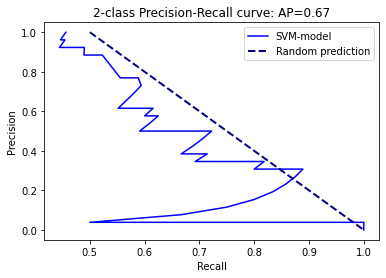 2-class Precision-Recall curve: AP=0.67
SVM-model
Random prediction
Precision
1.0
0.8
0.6
0.4
0.2
0.0
0.5 0.6 0.7 0.8 0.9 1.0
Recall